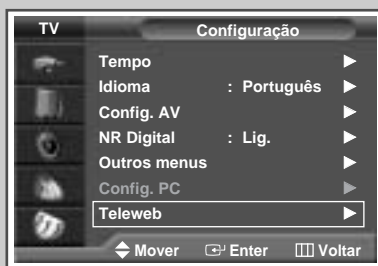 TV Configuração
Tempo
Idioma : Português
Config. AV
NR Digital : Lig.
Outros menus
Config. PC
Teleweb
Mover Enter Voltar